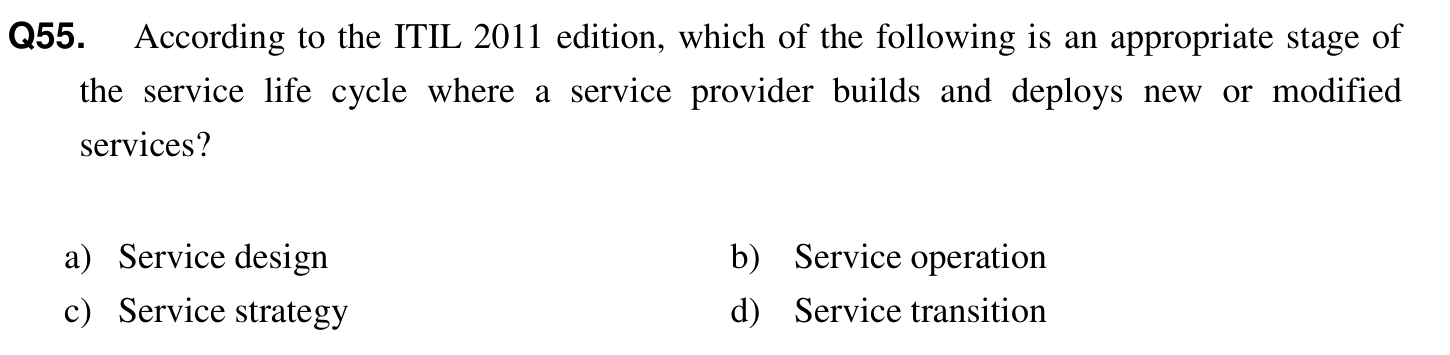 Q55. According to the ITIL 2011 edition, which of the following is an appropriate stage of
the service life cycle where a service provider builds and deploys new or modified
services?
a) Service design b) Service operation
c) Service strategy d) Service transition